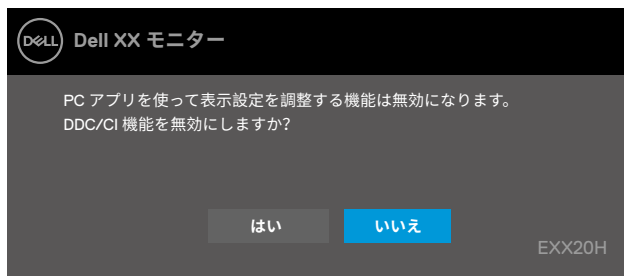 DELL Dell XX モニター
PC アプリを使って表示設定を調整する機能は無効になります。
DDC/CI 機能を無効にしますか?
はい いいえ
EXX20H